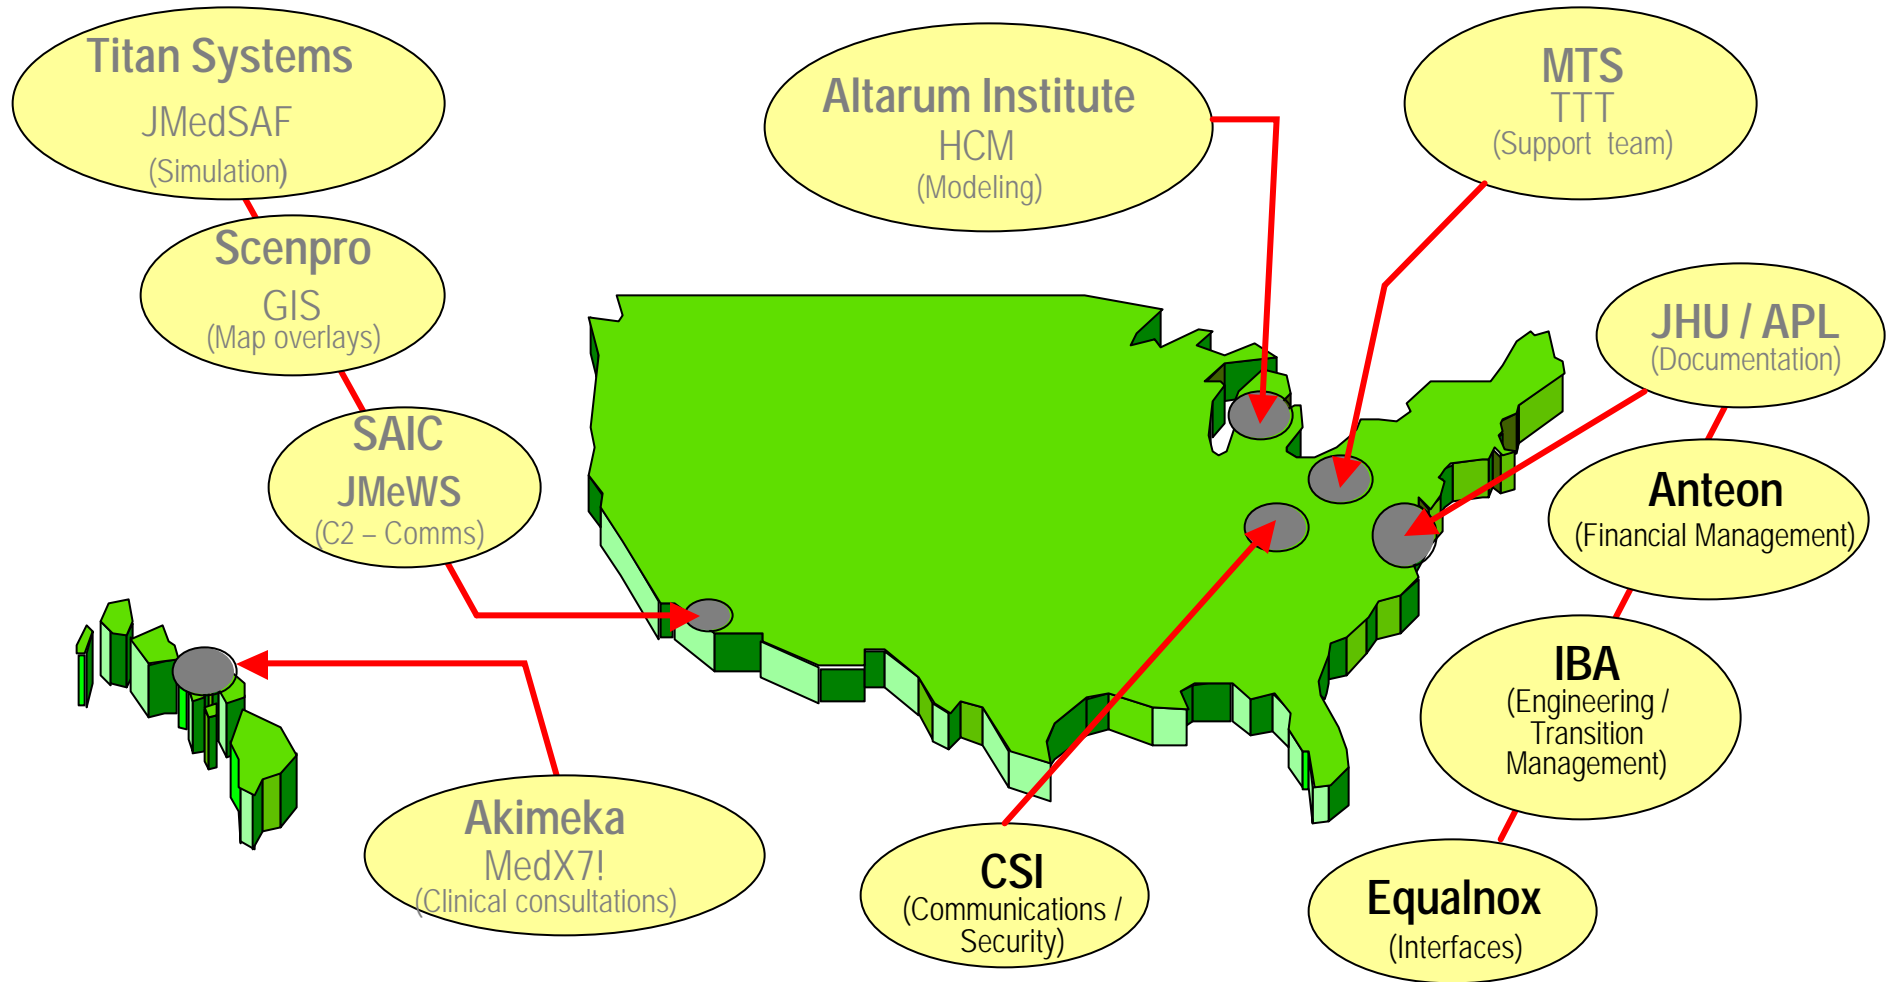 Titan Systems
JMedSAF
(Simulation)
Scenpro
GIS
(Map overlays)
SAIC
JMeWS
(C2 – Comms)
Akimeka
MedX7!
(Clinical consultations)
Altarum Institute
HCM
(Modeling)
MTS
TTT
(Support team)
JHU / APL
(Documentation)
Anteon
(Financial Management)
IBA
(Engineering /
Transition
Management)
Equalnox
(Interfaces)
CSI
(Communications /
Security)